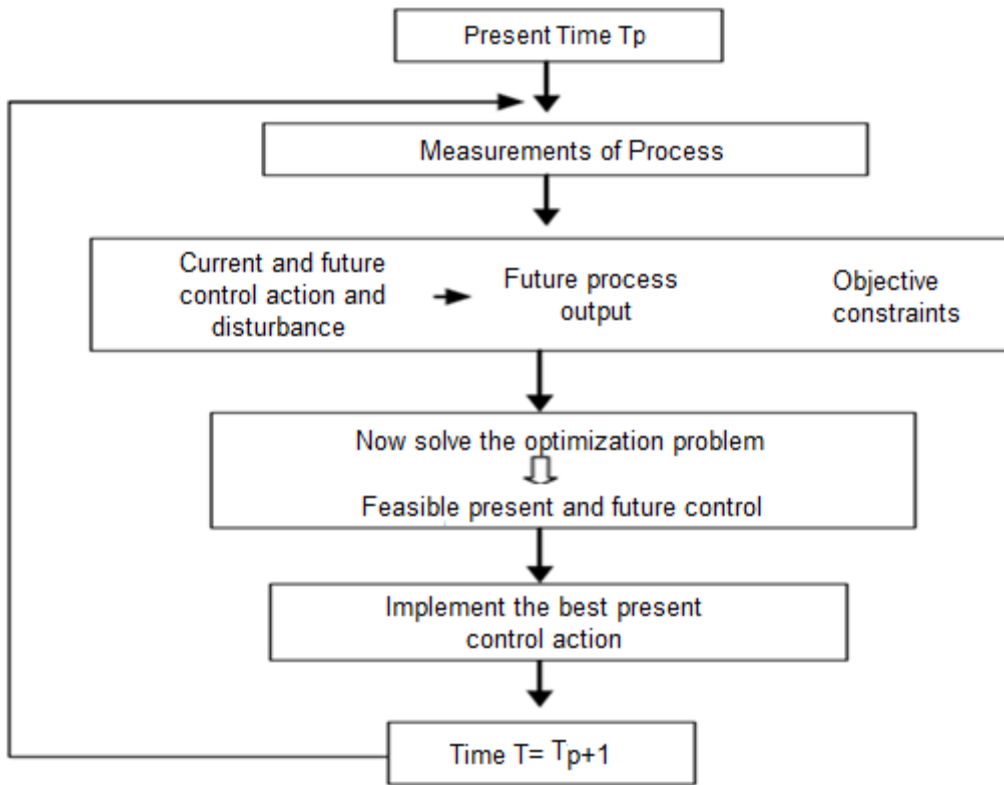 Present Time Tp
Measurements of Process
Current and future
control action and
disturbance
Future process
output
Objective
constraints
Now solve the optimization problem
Feasible present and future control
Implement the best present
control action
Time T= Tp+1